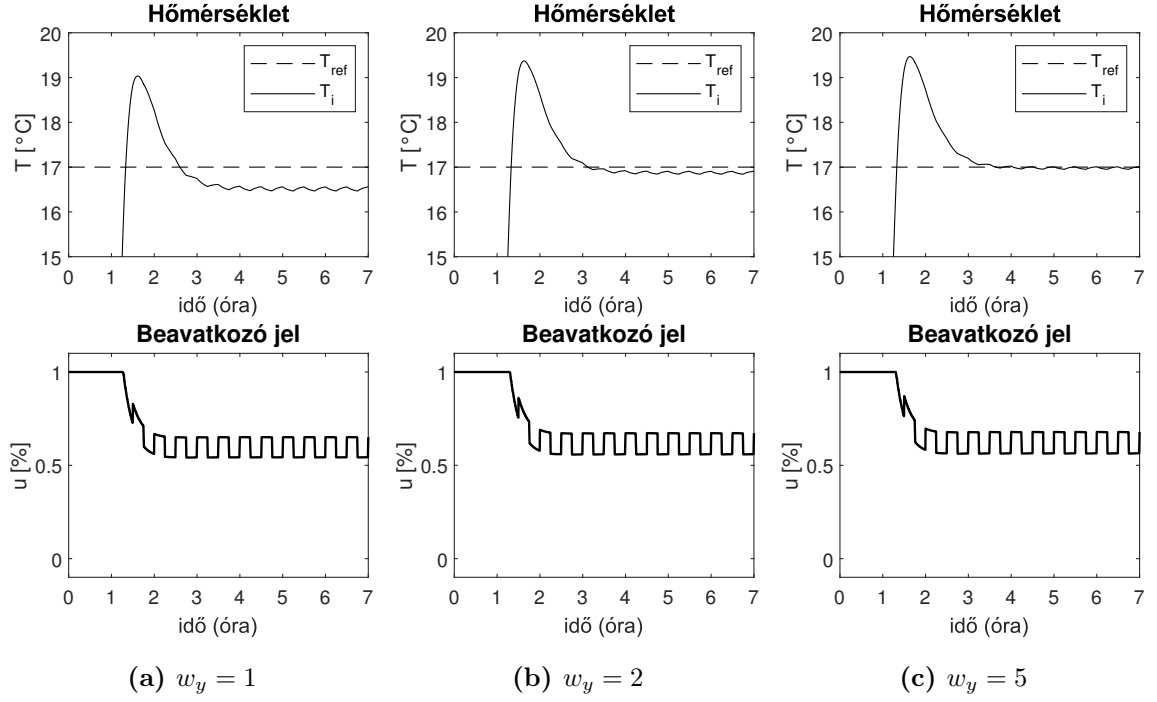 Hőmérséklet
T [°C]
20
19
18
17
16
15
T_ref
T_i
0 1 2 3 4 5 6 7
idő (óra)
Hőmérséklet
T [°C]
20
19
18
17
16
15
T_ref
T_i
0 1 2 3 4 5 6 7
idő (óra)
Hőmérséklet
T [°C]
20
19
18
17
16
15
T_ref
T_i
0 1 2 3 4 5 6 7
idő (óra)
Beavatkozó jel
u [%]
1
0.5
0
0 1 2 3 4 5 6 7
idő (óra)
Beavatkozó jel
u [%]
1
0.5
0
0 1 2 3 4 5 6 7
idő (óra)
Beavatkozó jel
u [%]
1
0.5
0
0 1 2 3 4 5 6 7
idő (óra)
(a) w_y = 1
(b) w_y = 2
(c) w_y = 5